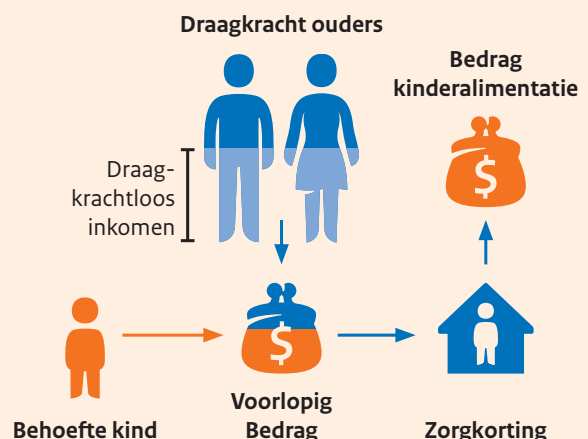 Draagkracht ouders
Bedrag
kinderalimentatie
$
Draag-
krachtloos
inkomen
$
Voorlopig
Behoefte kind
Bedrag
Zorgkorting